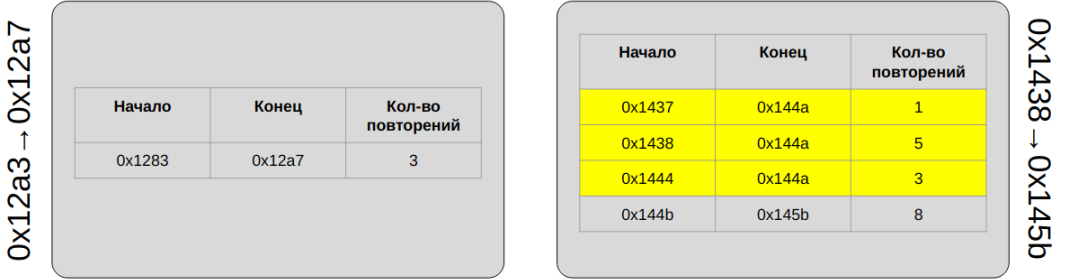 0x12a3→0x12a7
Начало Конец Кол-во
повторений
0x1283 0x12a7 3
Начало Конец Кол-во
повторений
0x1437 0x144a 1
0x1438 0x144a 5
0x1444 0x144a 3
0x144b 0x145b 8
0x1438→0x145b